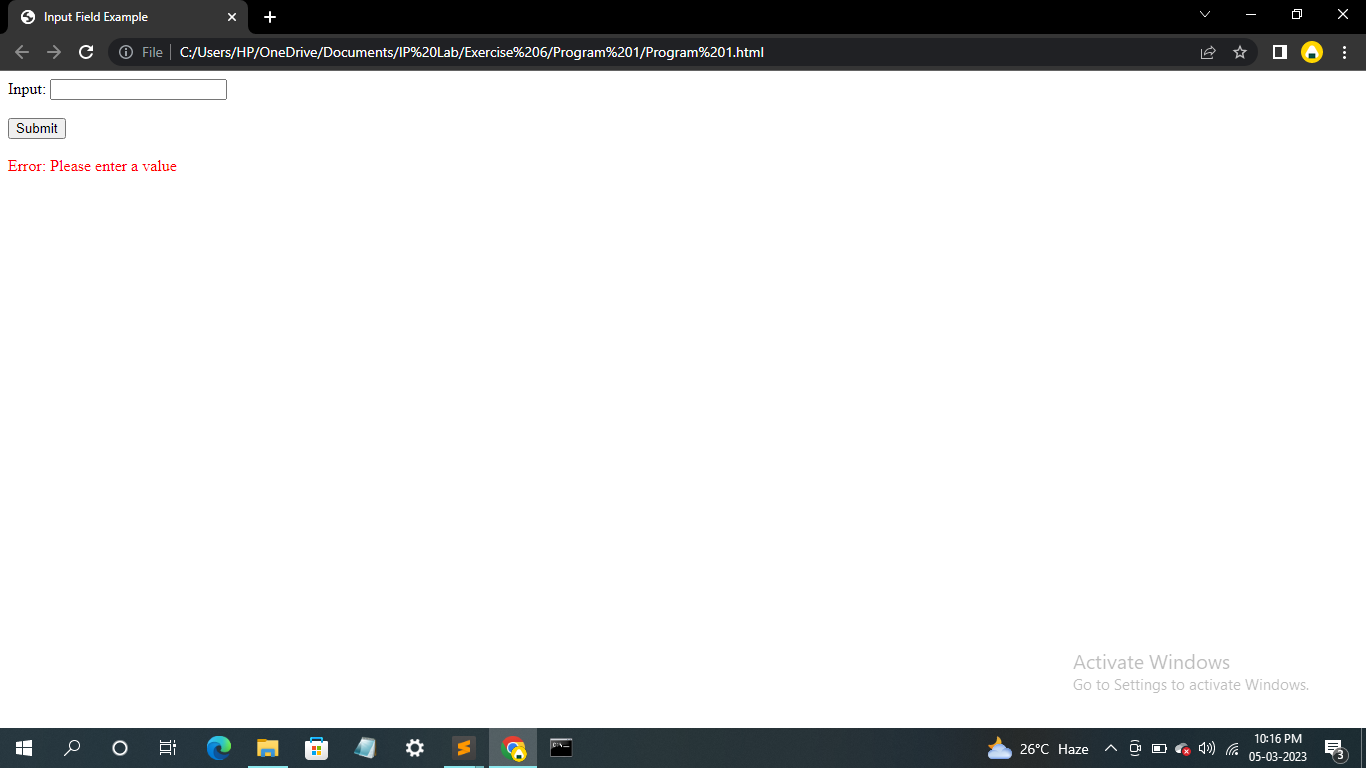 Input Field Example
File
C:/Users/HP/OneDrive/Documents/IP%20Lab/Exercise%206/Program%201/Program%201.html
Input:
Submit
Error: Please enter a value
Activate Windows
Go to Settings to activate Windows.
26°C Haze
10:16 PM
05-03-2023
3